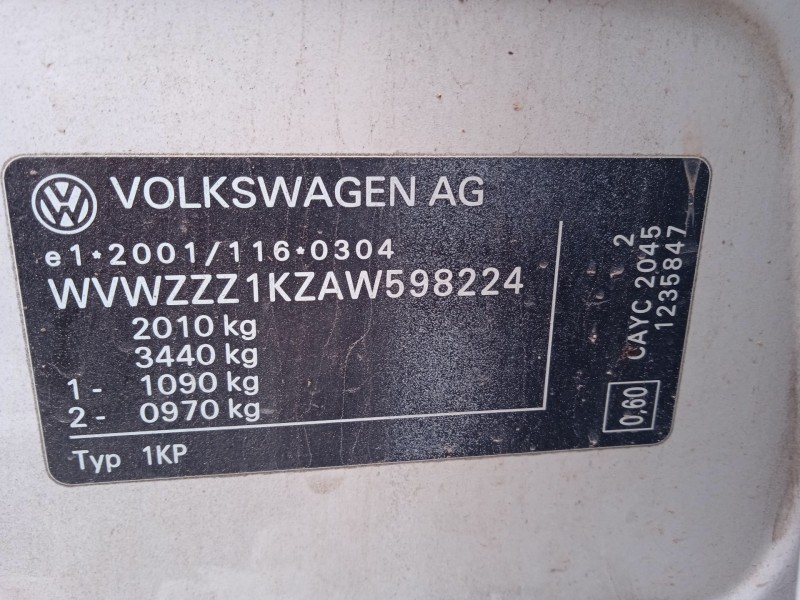 VOLKSWAGEN AG
e1*2001/116*0304
WVWZZZ1KZAW598224
2010 kg
3440 kg
1- 1090 kg
2- 0970 kg
Typ 1KP
2
CAYC 2045
1235847
0,60